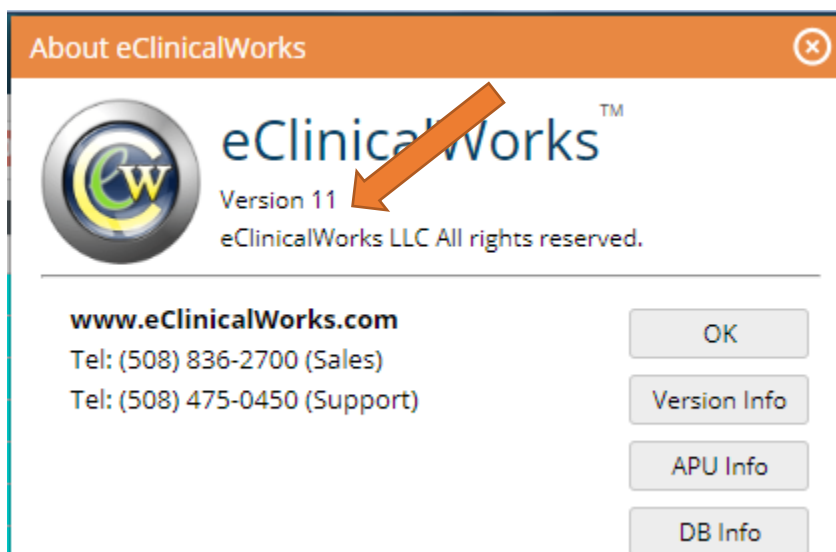 About eClinicalWorks
eCW
eClinicalWorks™
Version 11
eClinicalWorks LLC All rights reserved.
www.eClinicalWorks.com
Tel: (508) 836-2700 (Sales)
Tel: (508) 475-0450 (Support)
OK
Version Info
APU Info
DB Info